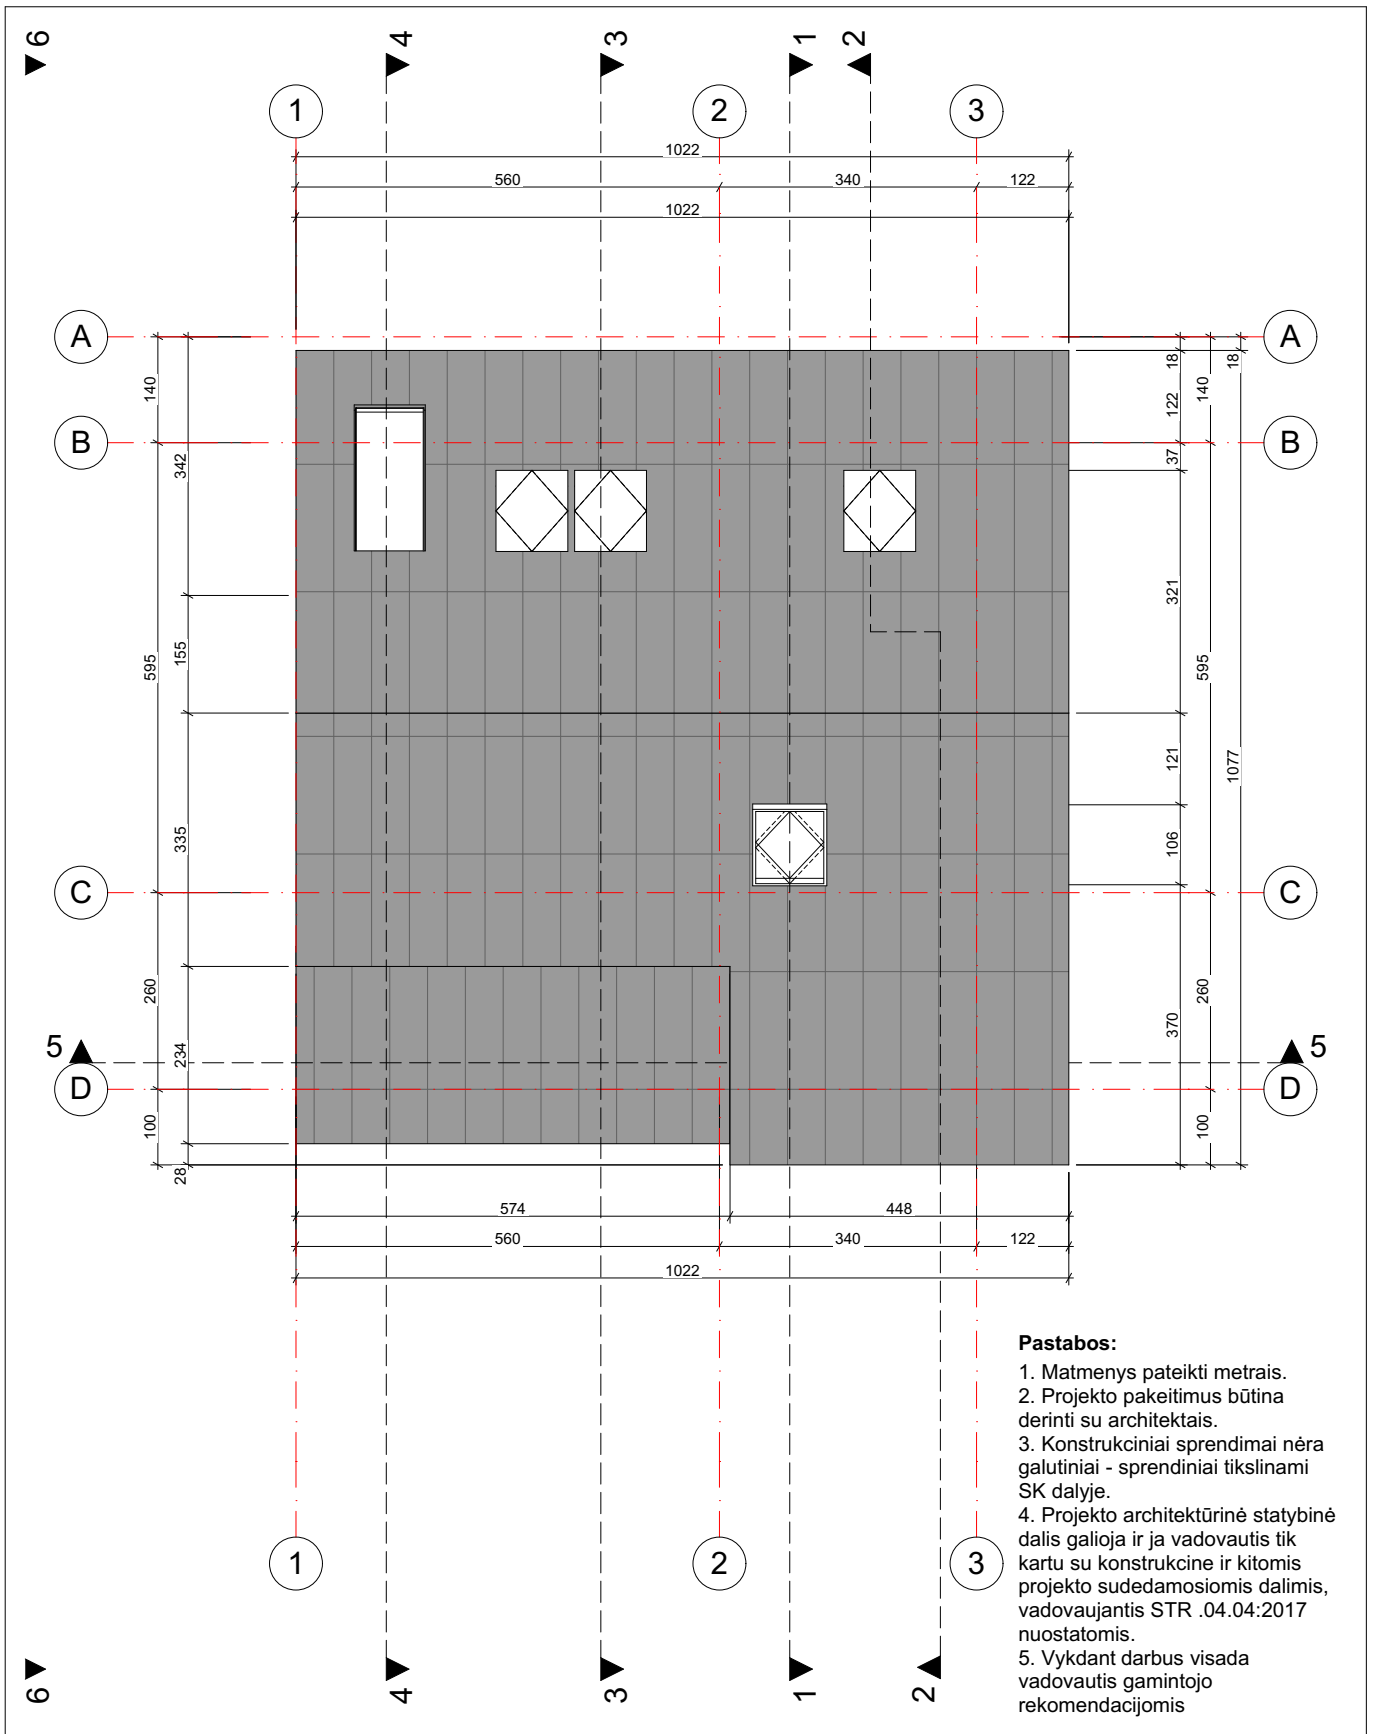 6 4 3 1 2
1 2 3
1022
560 340 122
1022
A A
18 18
140 122 140
B B
37
342
321
155
595 595
121 1077
335
106
C C
260 260
370
234
5 5
D D
100 100
28
574 448
560 340 122
1022
Pastabos:
1. Matmenys pateikti metrais.
2. Projekto pakeitimus būtina
derinti su architektais.
3. Konstrukciniai sprendimai nėra
galutiniai - sprendiniai tikslinami
SK dalyje.
4. Projekto architektūrinė statybinė
dalis galioja ir ja vadovautis tik
kartu su konstrukcine ir kitomis
projekto sudedamosiomis dalimis,
vadovaujantis STR .04.04:2017
nuostatomis.
5. Vykdant darbus visada
vadovautis gamintojo
rekomendacijomis
1 2 3
6 4 3 1 2